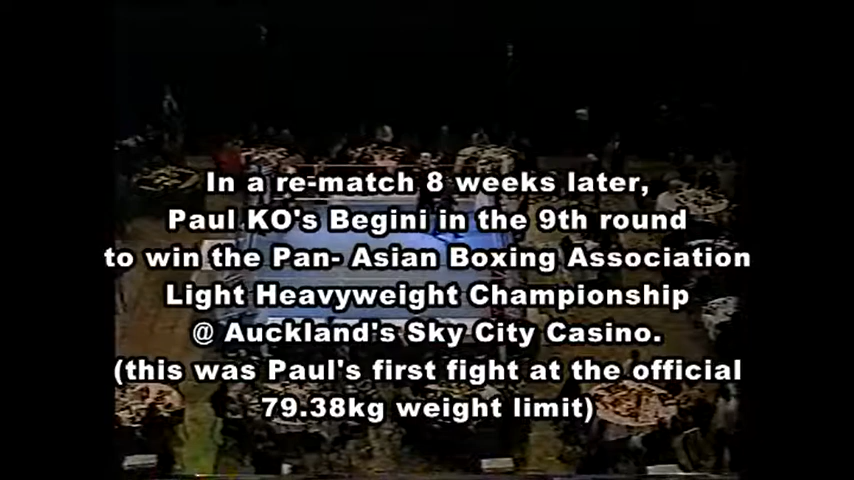 In a re-match 8 weeks later,
Paul KO's Begini in the 9th round
to win the Pan- Asian Boxing Association
Light Heavyweight Championship
@ Auckland's Sky City Casino.
(this was Paul's first fight at the official
79.38kg weight limit)